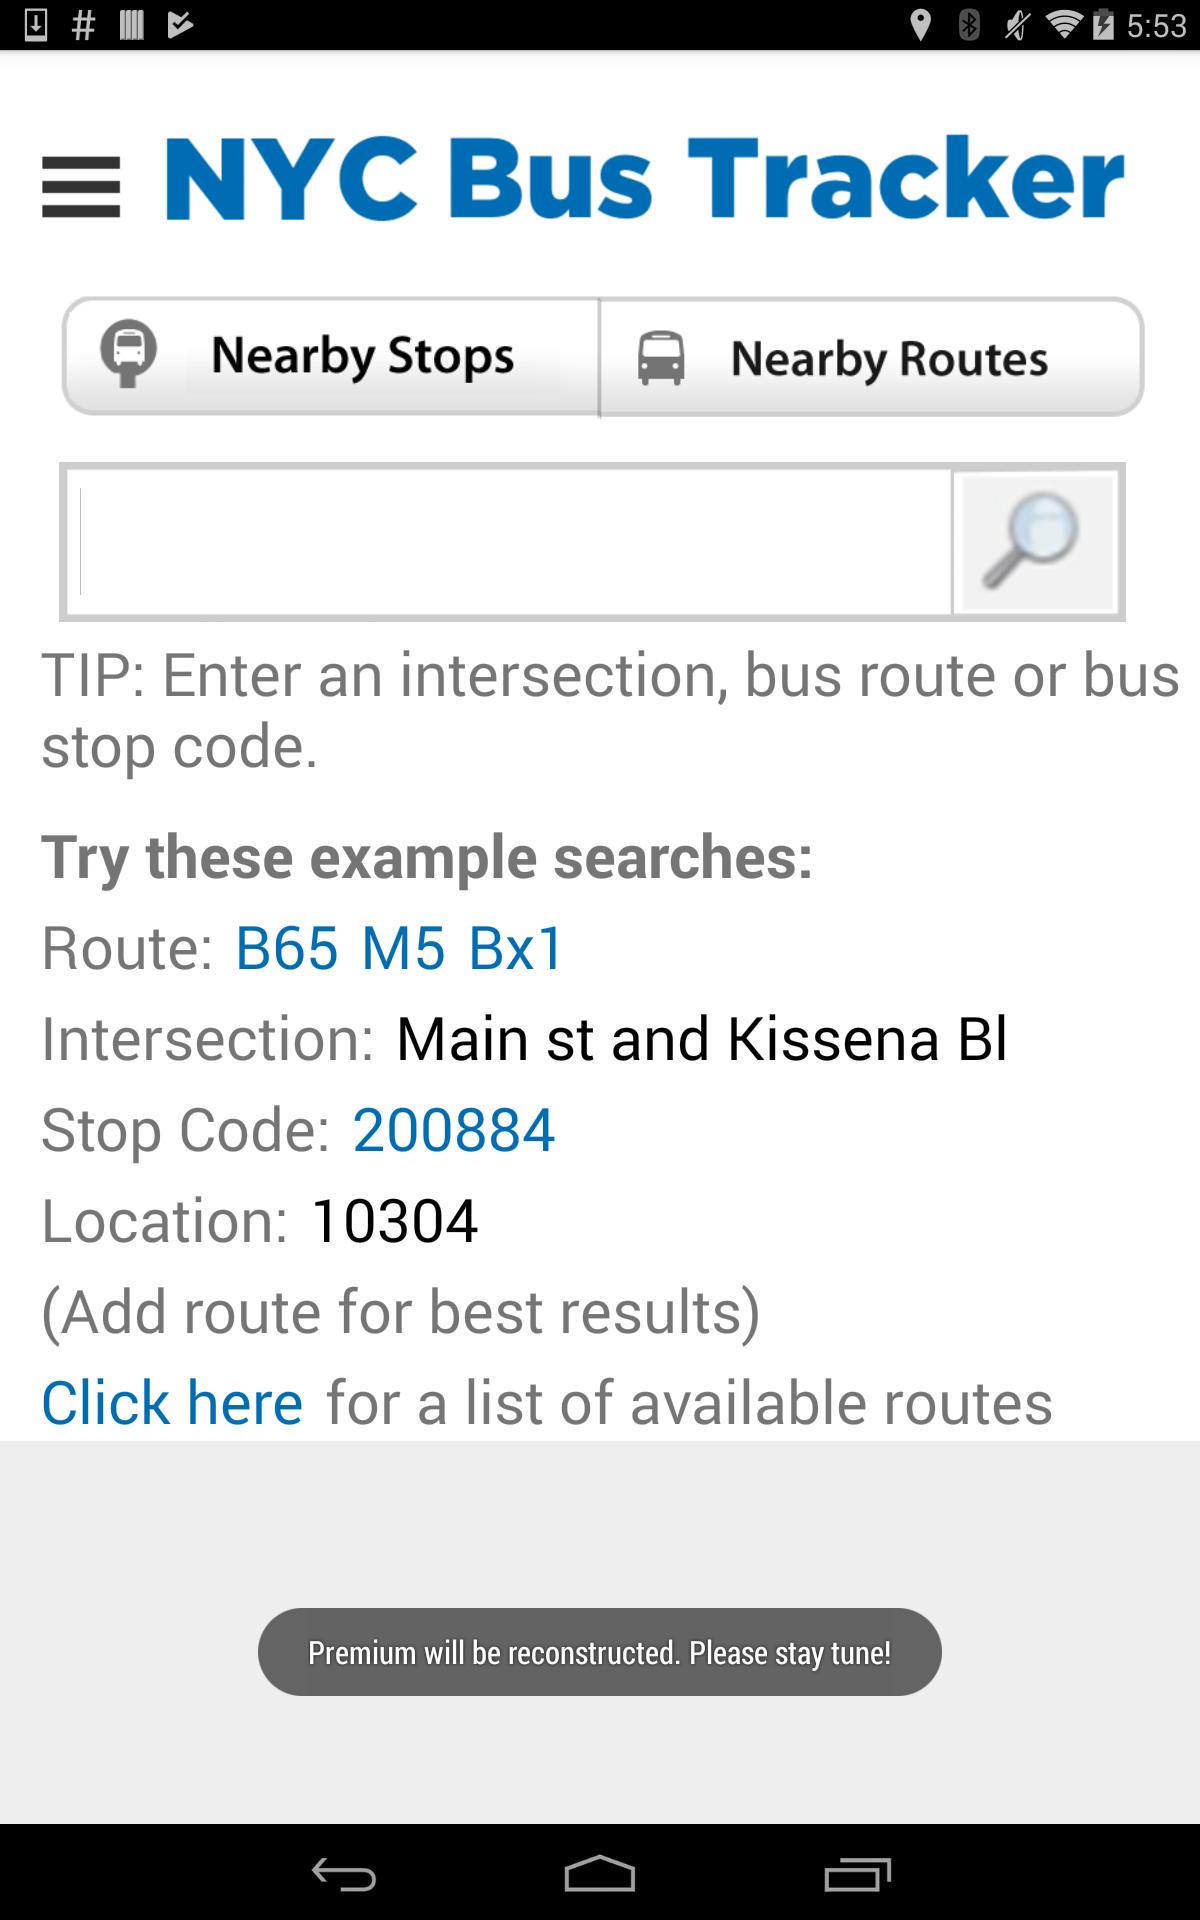 5:53
NYC Bus Tracker
Nearby Stops
Nearby Routes
TIP: Enter an intersection, bus route or bus
stop code.
Try these example searches:
Route: B65 M5 Bx1
Intersection: Main st and Kissena Bl
Stop Code: 200884
Location: 10304
(Add route for best results)
Click here for a list of available routes
Premium will be reconstructed. Please stay tune!